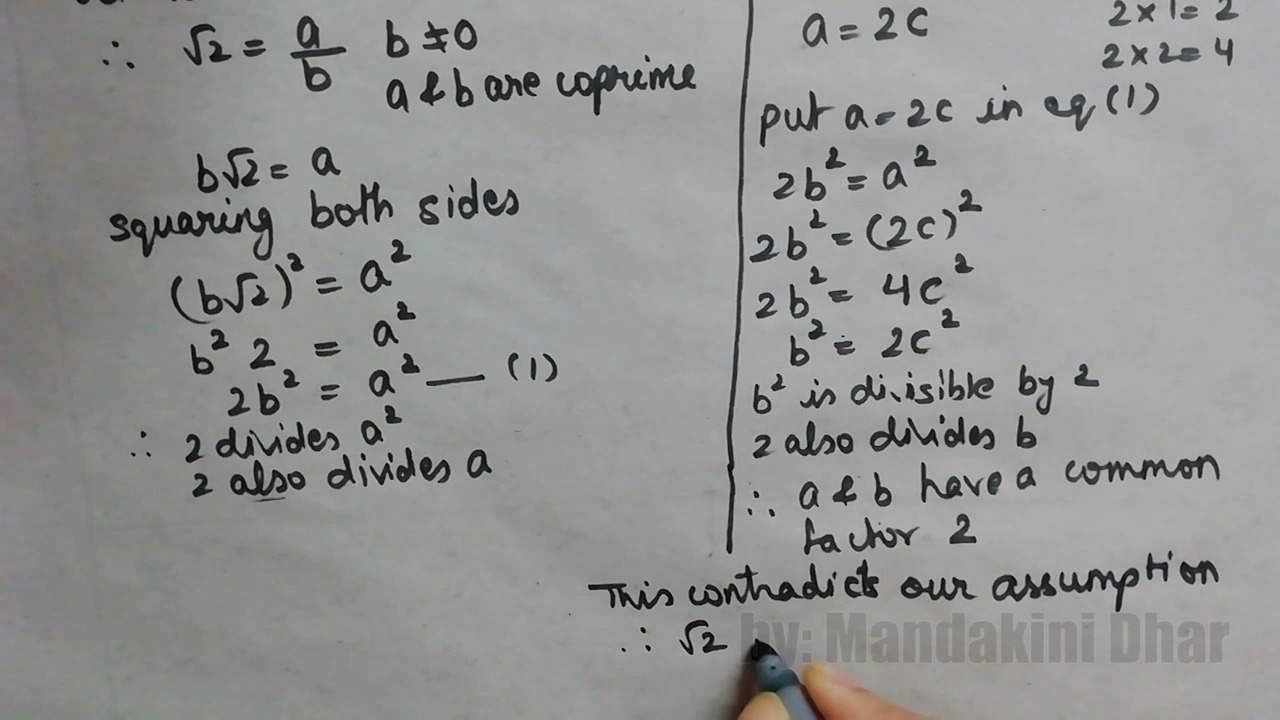 ∴ √2 = a/b b ≠ 0
a & b are coprime
b√2 = a
squaring both sides
(b√2)² = a²
b² 2 = a²
2b² = a² — (1)
∴ 2 divides a²
2 also divides a
a = 2c
2 × 1 = 2
2 × 2 = 4
put a = 2c in eq (1)
2b² = a²
2b² = (2c)²
2b² = 4c²
b² = 2c²
b² is divisible by 2
2 also divides b
∴ a & b have a common
factor 2
This contradicts our assumption
∴ √2
by: Mandakini Dhar